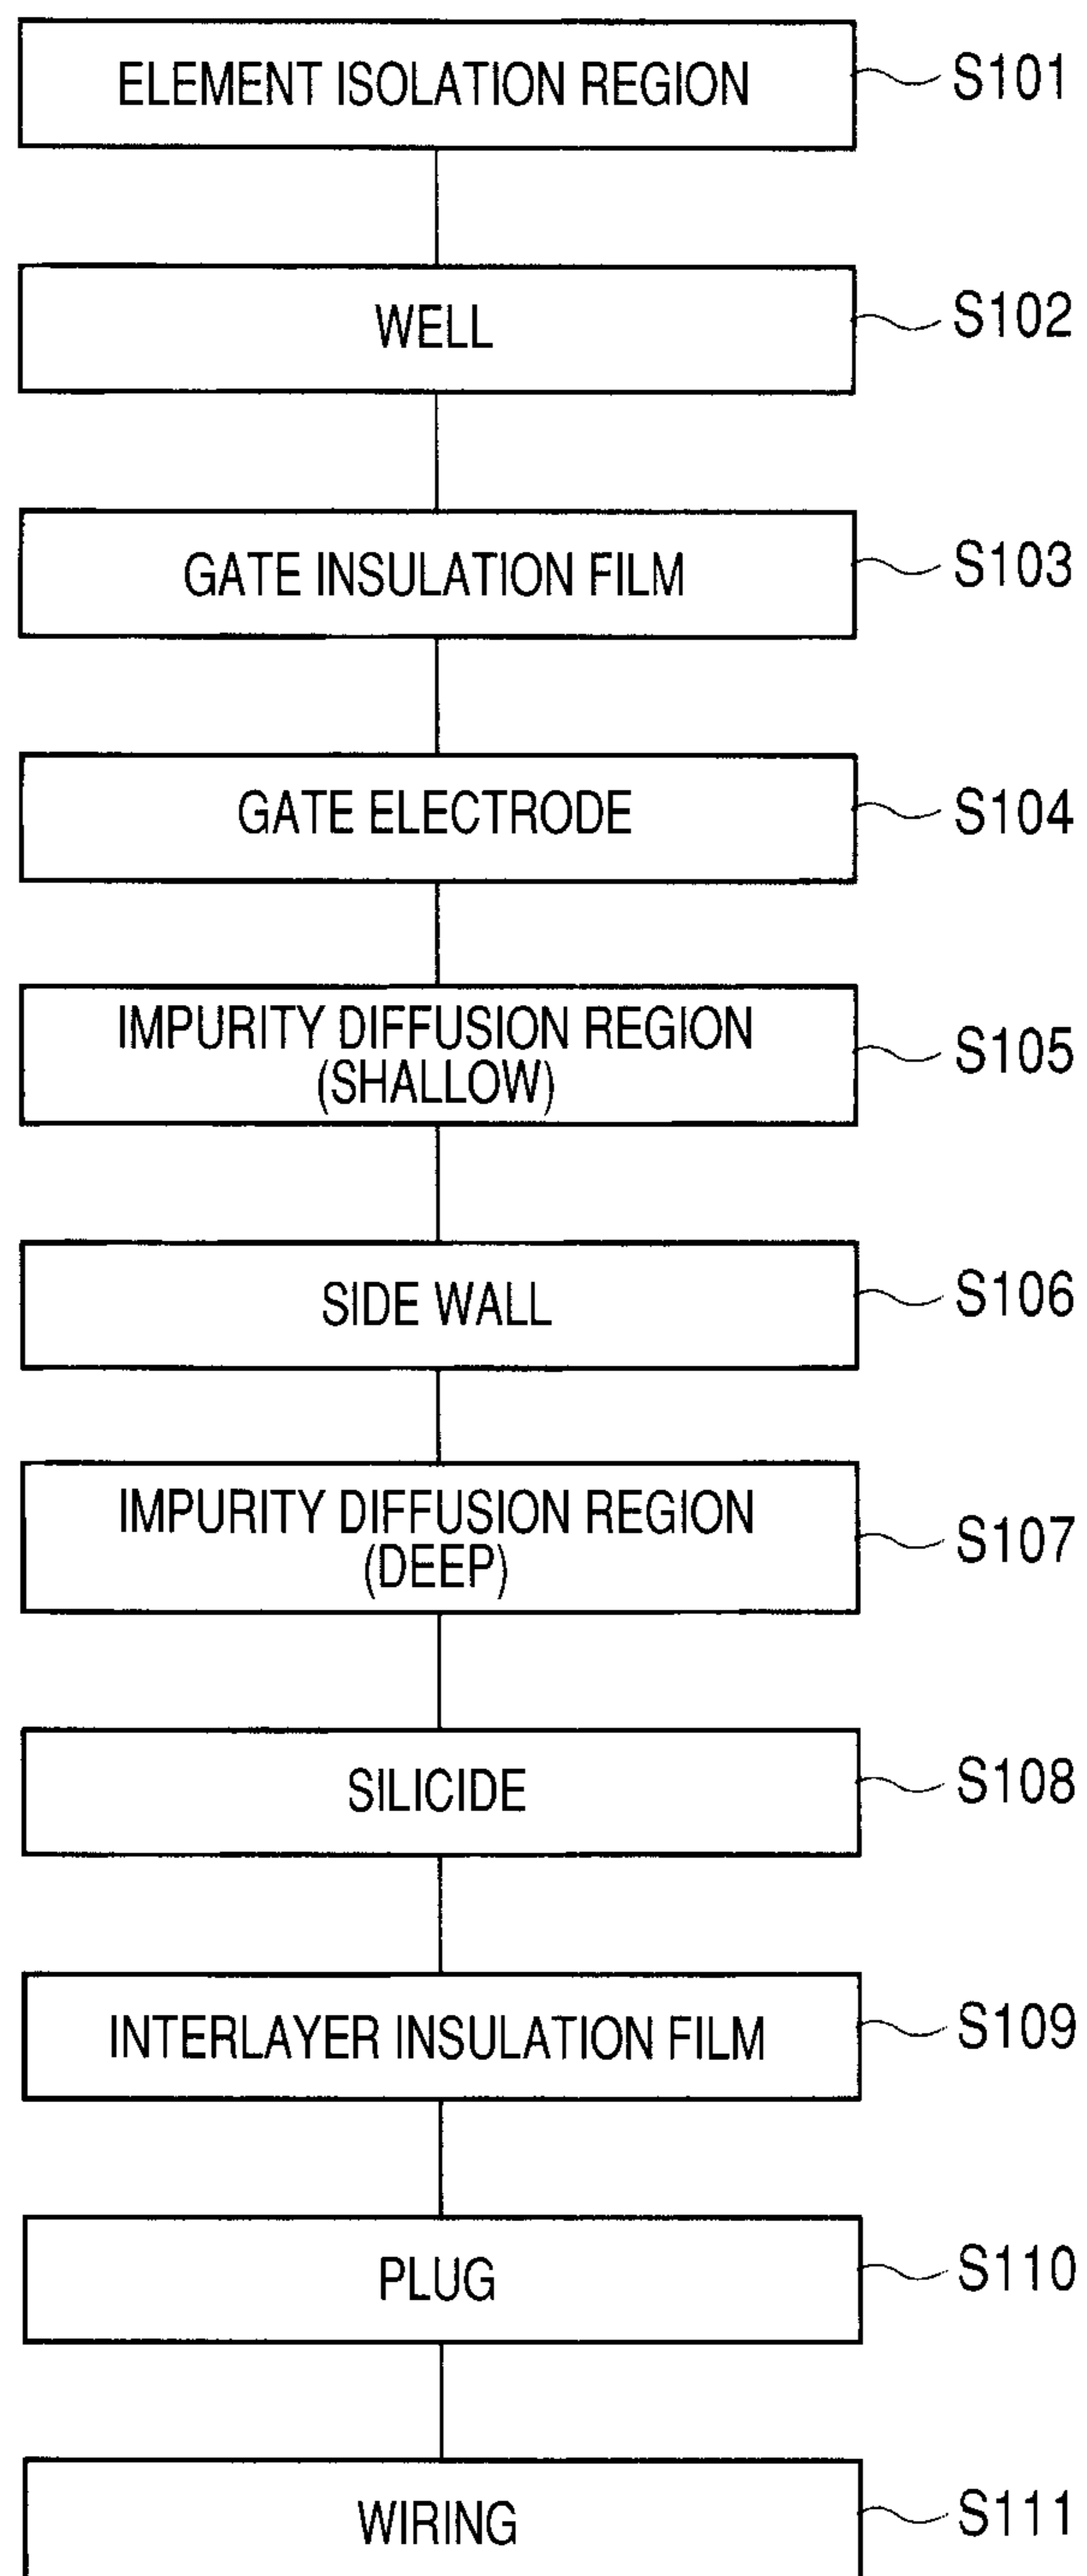 ELEMENT ISOLATION REGION S101
WELL S102
GATE INSULATION FILM S103
GATE ELECTRODE S104
IMPURITY DIFFUSION REGION
(SHALLOW) S105
SIDE WALL S106
IMPURITY DIFFUSION REGION
(DEEP) S107
SILICIDE S108
INTERLAYER INSULATION FILM S109
PLUG S110
WIRING S111